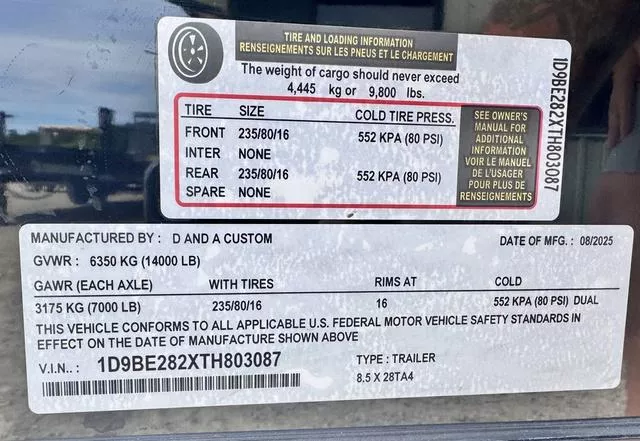 TIRE AND LOADING INFORMATION
RENSEIGNEMENTS SUR LES PNEUS ET LE CHARGEMENT
The weight of cargo should never exceed
4,445 kg or 9,800 lbs.
TIRE SIZE COLD TIRE PRESS.
FRONT 235/80/16 552 KPA (80 PSI)
INTER NONE
REAR 235/80/16 552 KPA (80 PSI)
SPARE NONE
SEE OWNER'S
MANUAL FOR
ADDITIONAL
INFORMATION
VOIR LE MANUEL
DE L'USAGER
POUR PLUS DE
RENSEIGNEMENTS
1D9BE282XTH803087
MANUFACTURED BY : D AND A CUSTOM DATE OF MFG. : 08/2025
GVWR : 6350 KG (14000 LB)
GAWR (EACH AXLE) WITH TIRES RIMS AT COLD
3175 KG (7000 LB) 235/80/16 16 552 KPA (80 PSI) DUAL
THIS VEHICLE CONFORMS TO ALL APPLICABLE U.S. FEDERAL MOTOR VEHICLE SAFETY STANDARDS IN
EFFECT ON THE DATE OF MANUFACTURE SHOWN ABOVE
V.I.N.: 1D9BE282XTH803087 TYPE : TRAILER
8.5 X 28TA4